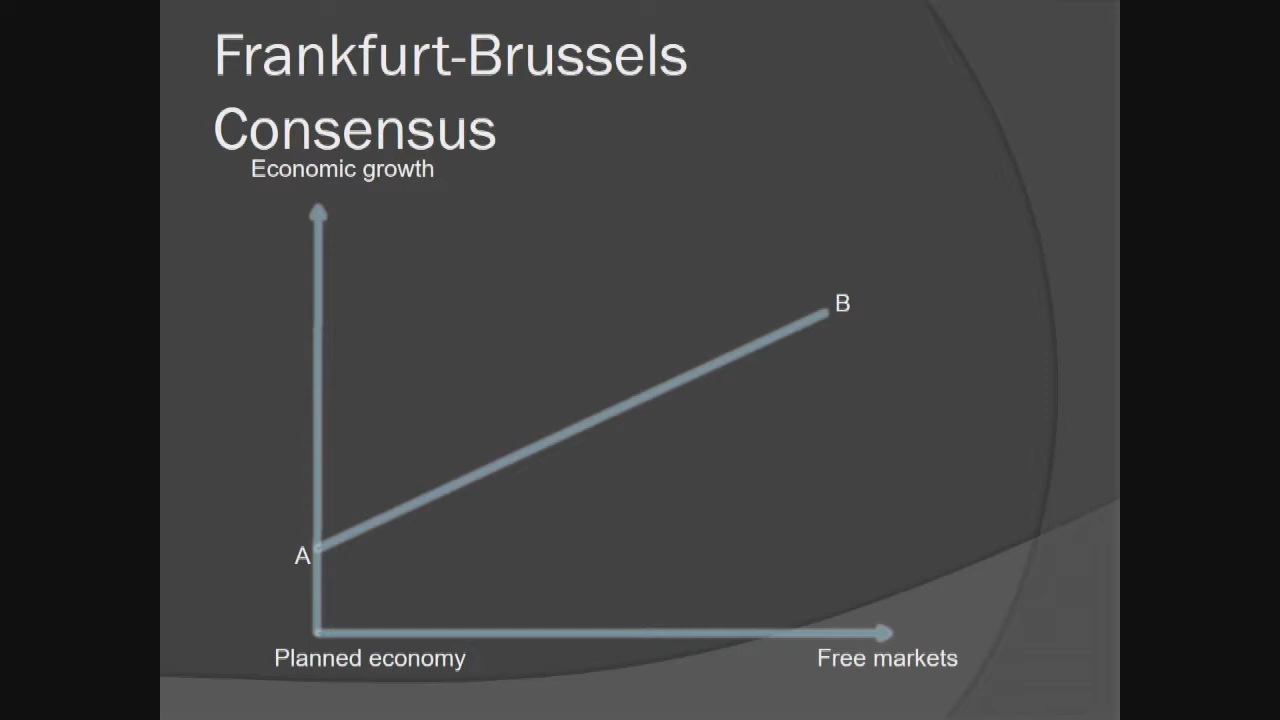 Frankfurt-Brussels
Consensus
Economic growth
B
A
Planned economy
Free markets